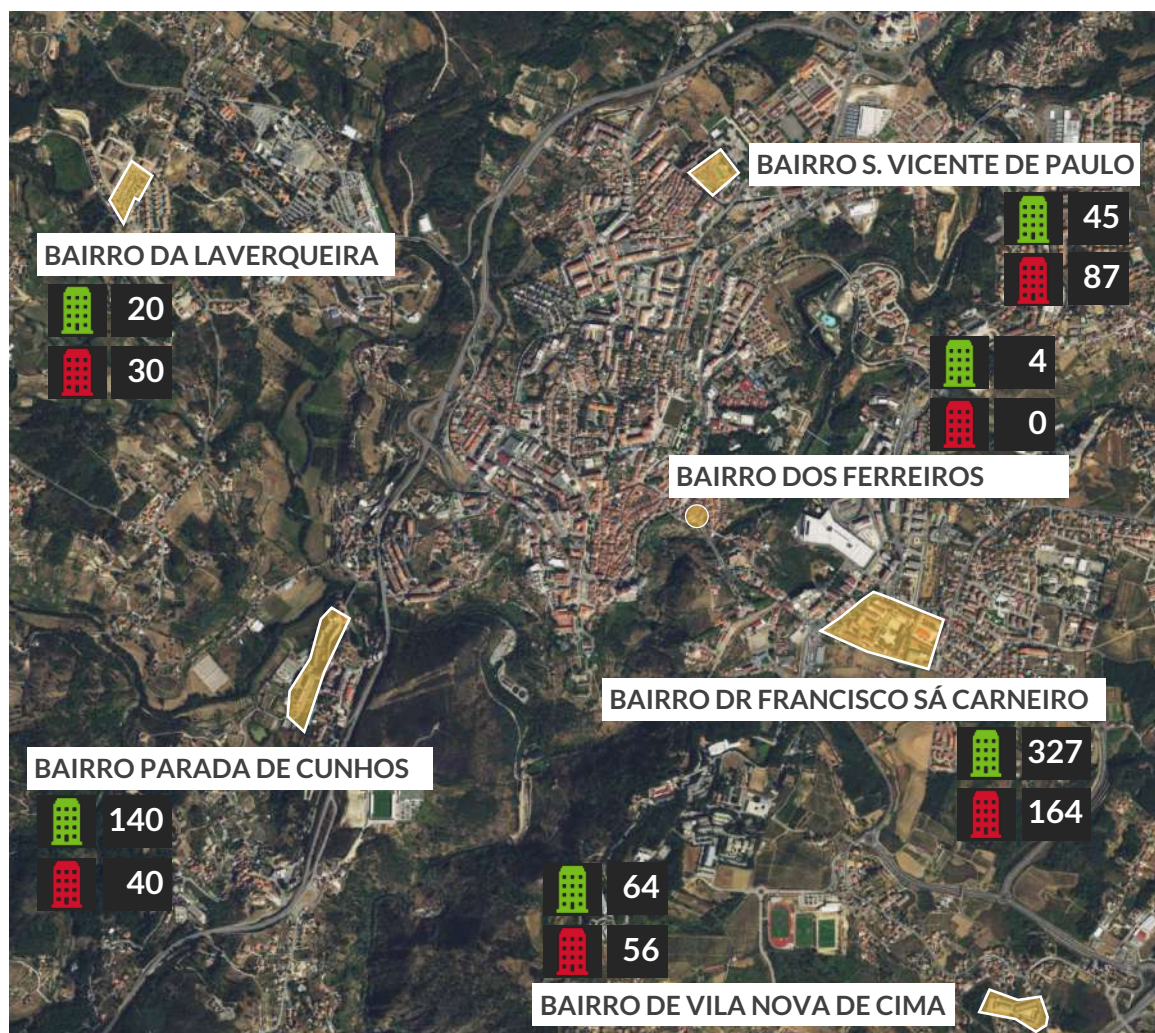 BAIRRO S. VICENTE DE PAULO
45
87
BAIRRO DA LAVERQUEIRA
20
30
4
0
BAIRRO DOS FERREIROS
BAIRRO DR FRANCISCO SÁ CARNEIRO
327
164
BAIRRO PARADA DE CUNHOS
140
40
64
56
BAIRRO DE VILA NOVA DE CIMA